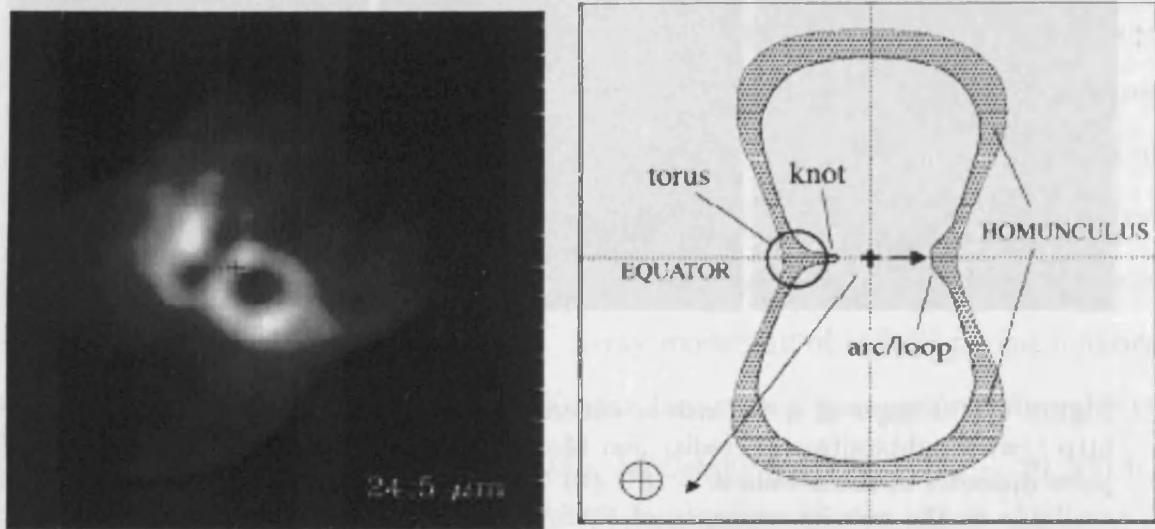 24.5 μm
torus
knot
HOMUNCULUS
EQUATOR
arc/loop